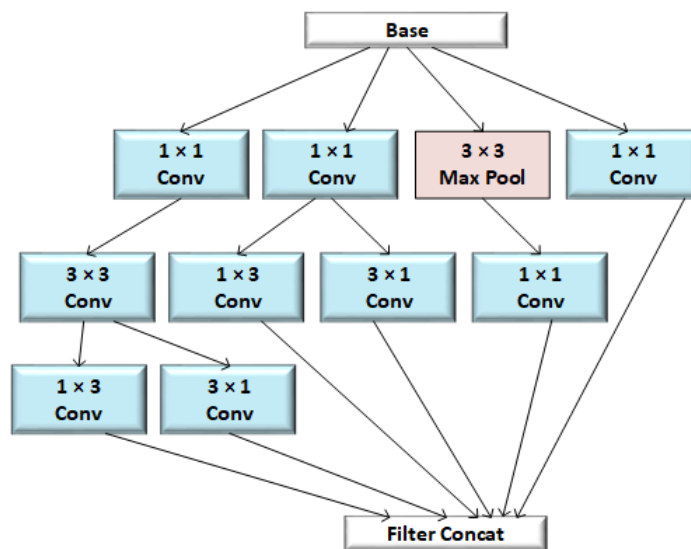 Base
1 × 1
Conv
1 × 1
Conv
3 × 3
Max Pool
1 × 1
Conv
3 × 3
Conv
1 × 3
Conv
3 × 1
Conv
1 × 1
Conv
1 × 3
Conv
3 × 1
Conv
Filter Concat